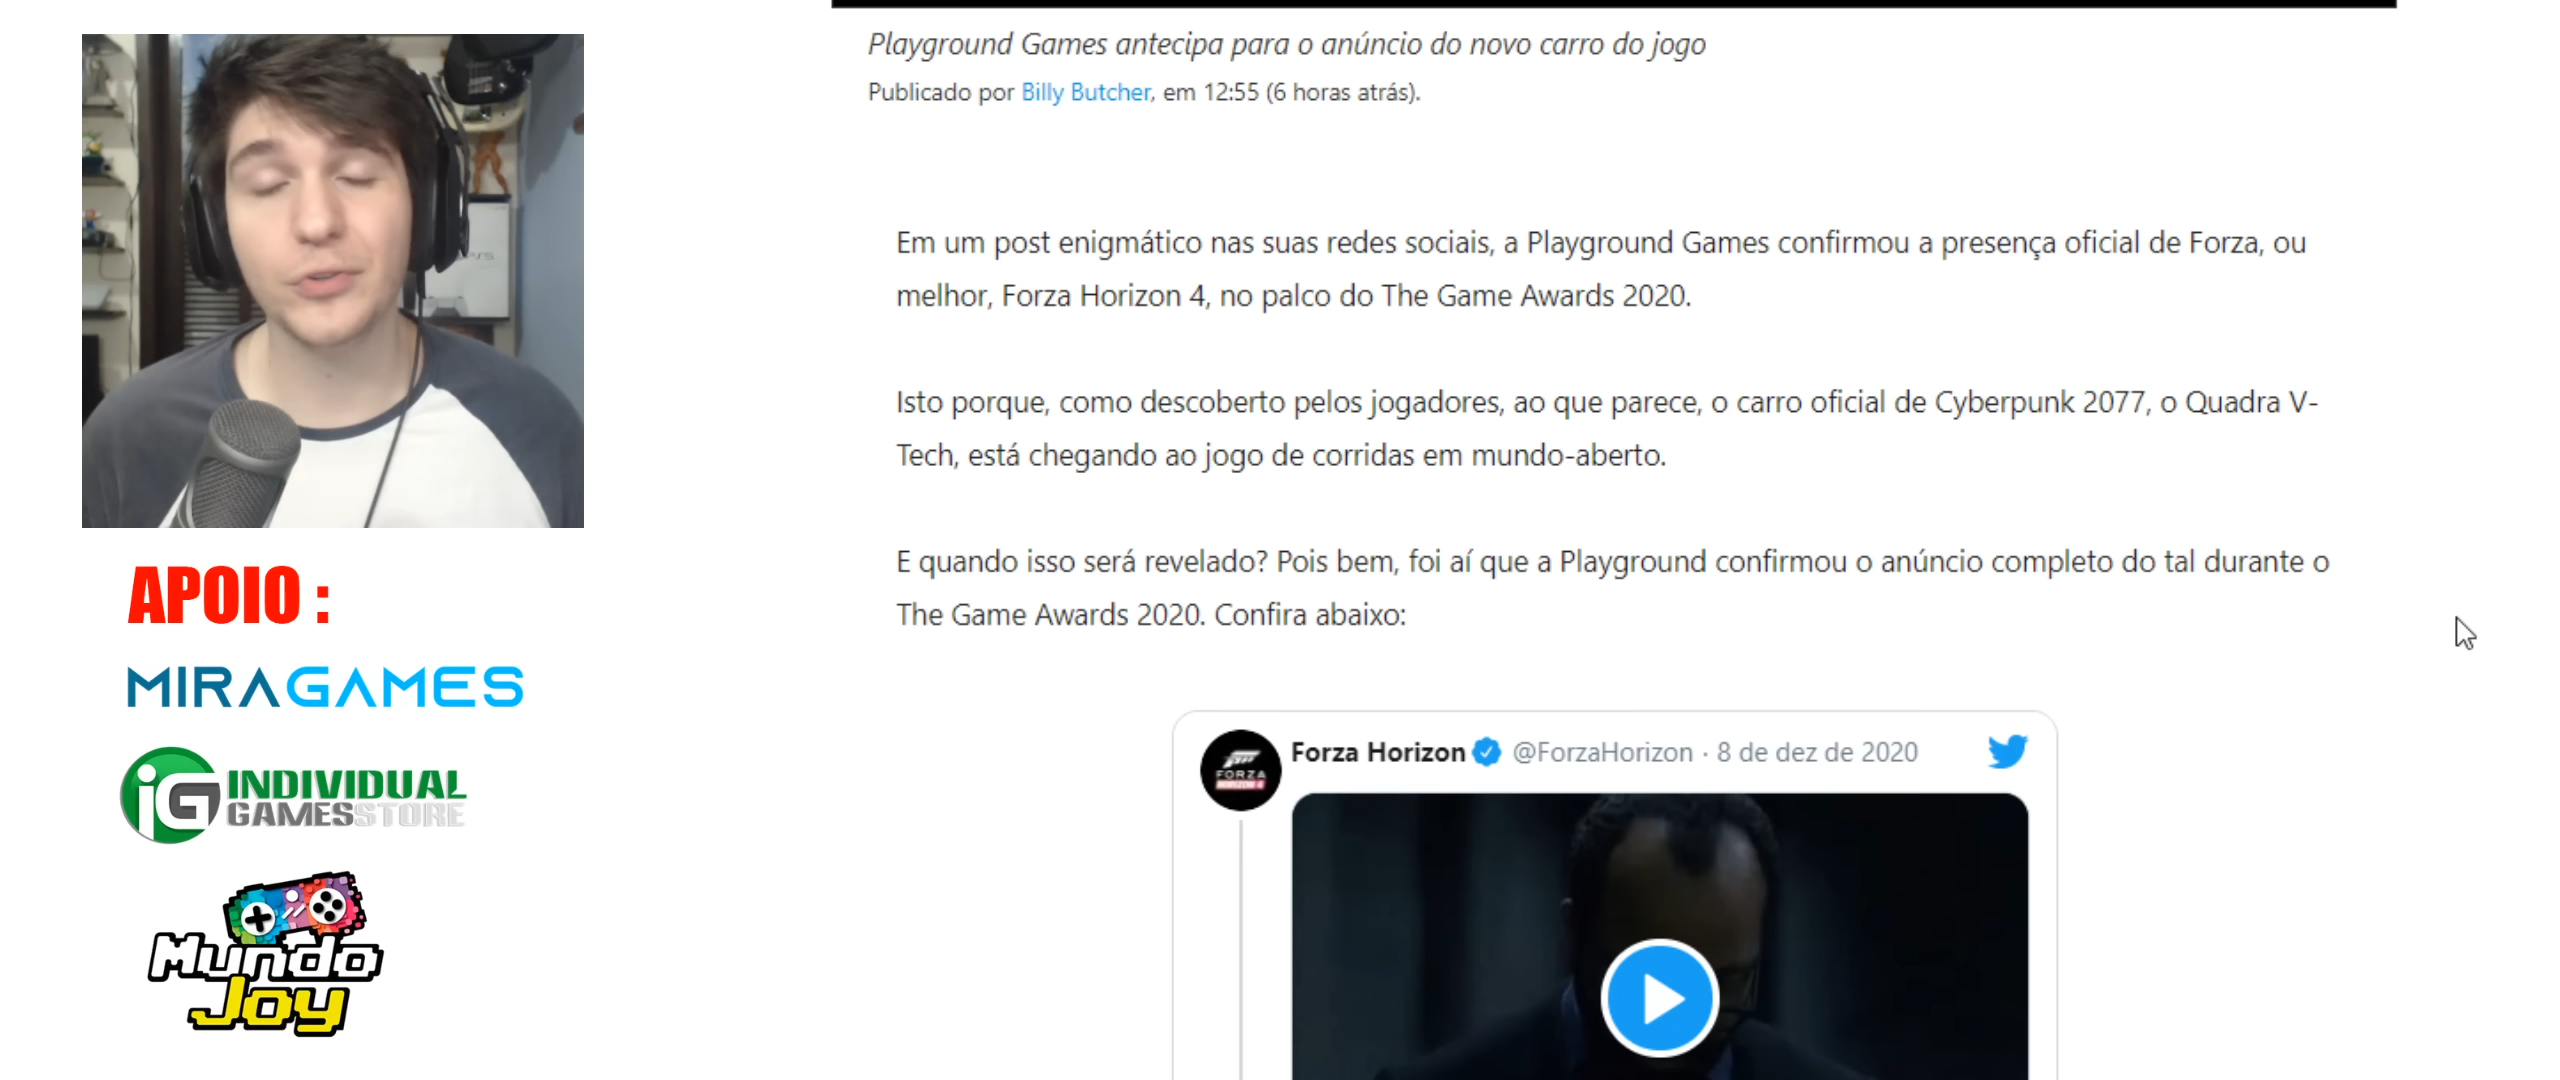 Playground Games antecipa para o anúncio do novo carro do jogo
Publicado por Billy Butcher, em 12:55 (6 horas atrás).
Em um post enigmático nas suas redes sociais, a Playground Games confirmou a presença oficial de Forza, ou
melhor, Forza Horizon 4, no palco do The Game Awards 2020.
Isto porque, como descoberto pelos jogadores, ao que parece, o carro oficial de Cyberpunk 2077, o Quadra V-
Tech, está chegando ao jogo de corridas em mundo-aberto.
E quando isso será revelado? Pois bem, foi aí que a Playground confirmou o anúncio completo do tal durante o
The Game Awards 2020. Confira abaixo:
Forza Horizon @ForzaHorizon · 8 de dez de 2020
FORZA
HORIZON 4
PS5
APOIO :
MIRAGAMES
iG INDIVIDUAL
GAMESSTORE
Mundo
Joy